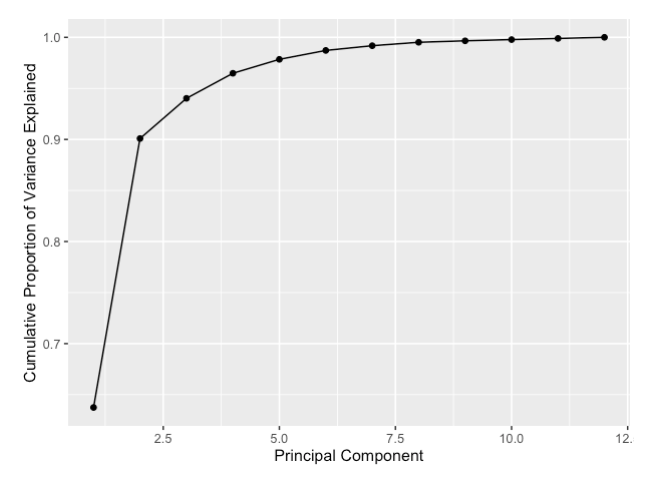 Cumulative Proportion of Variance Explained
1.0
0.9
0.8
0.7
2.5 5.0 7.5 10.0 12.
Principal Component